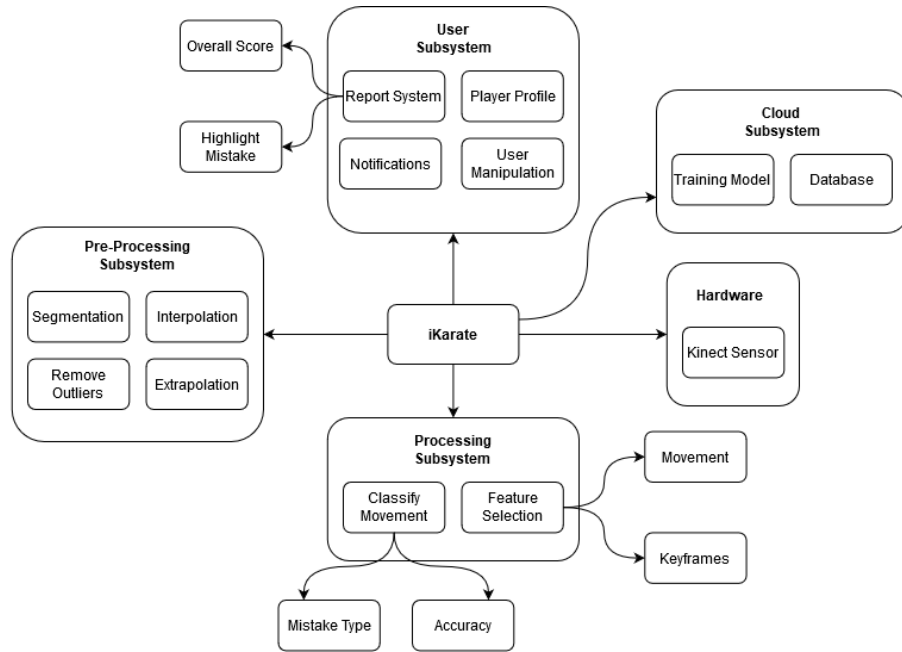 User
Subsystem
Overall Score
Report System
Player Profile
Highlight
Mistake
Notifications
User
Manipulation
Cloud
Subsystem
Training Model
Database
Pre-Processing
Subsystem
Segmentation
Interpolation
Remove
Outliers
Extrapolation
iKarate
Hardware
Kinect Sensor
Processing
Subsystem
Classify
Movement
Feature
Selection
Movement
Keyframes
Mistake Type
Accuracy